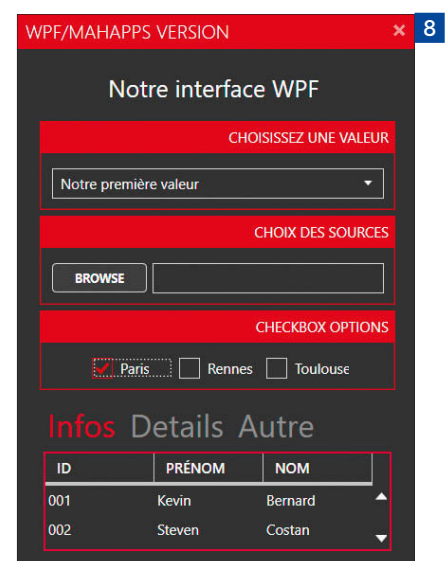 WPF/MAHAPPS VERSION
8
Notre interface WPF
CHOISISSEZ UNE VALEUR
Notre première valeur
CHOIX DES SOURCES
BROWSE
CHECKBOX OPTIONS
Paris Rennes Toulouse
Infos Details Autre
ID PRÉNOM NOM
001 Kevin Bernard
002 Steven Costan